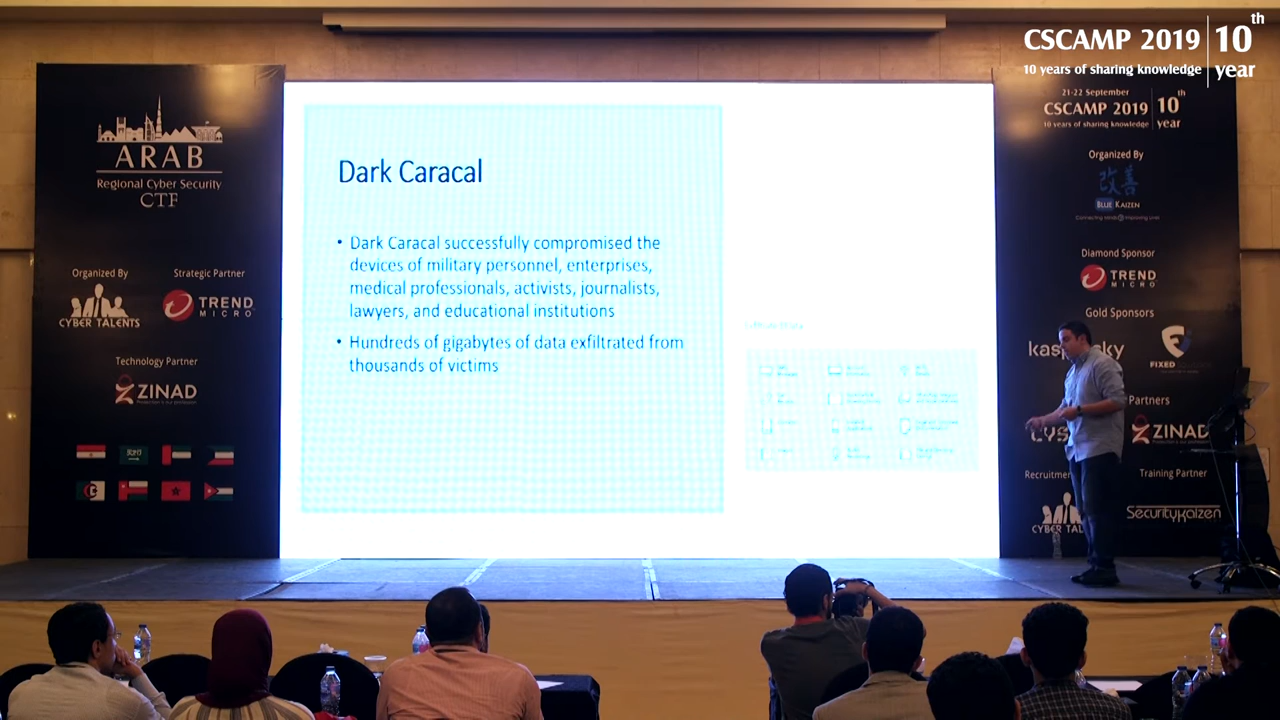 CSCAMP 2019
10 years of sharing knowledge
10th
year
ARAB
Regional Cyber Security
CTF
Organized By
CYBER TALENTS
Strategic Partner
TREND
MICRO
Technology Partner
ZINAD
Dark Caracal
• Dark Caracal successfully compromised the
devices of military personnel, enterprises,
medical professionals, activists, journalists,
lawyers, and educational institutions
• Hundreds of gigabytes of data exfiltrated from
thousands of victims
21-22 September
CSCAMP 2019
10 years of sharing knowledge
10th
year
Organized By
改善
BLUE KAIZEN
Diamond Sponsor
TREND
MICRO
Gold Sponsors
FIXED
Partners
ZINAD
Recruitment
CYBER TAL
Training Partner
SecurityKaizen